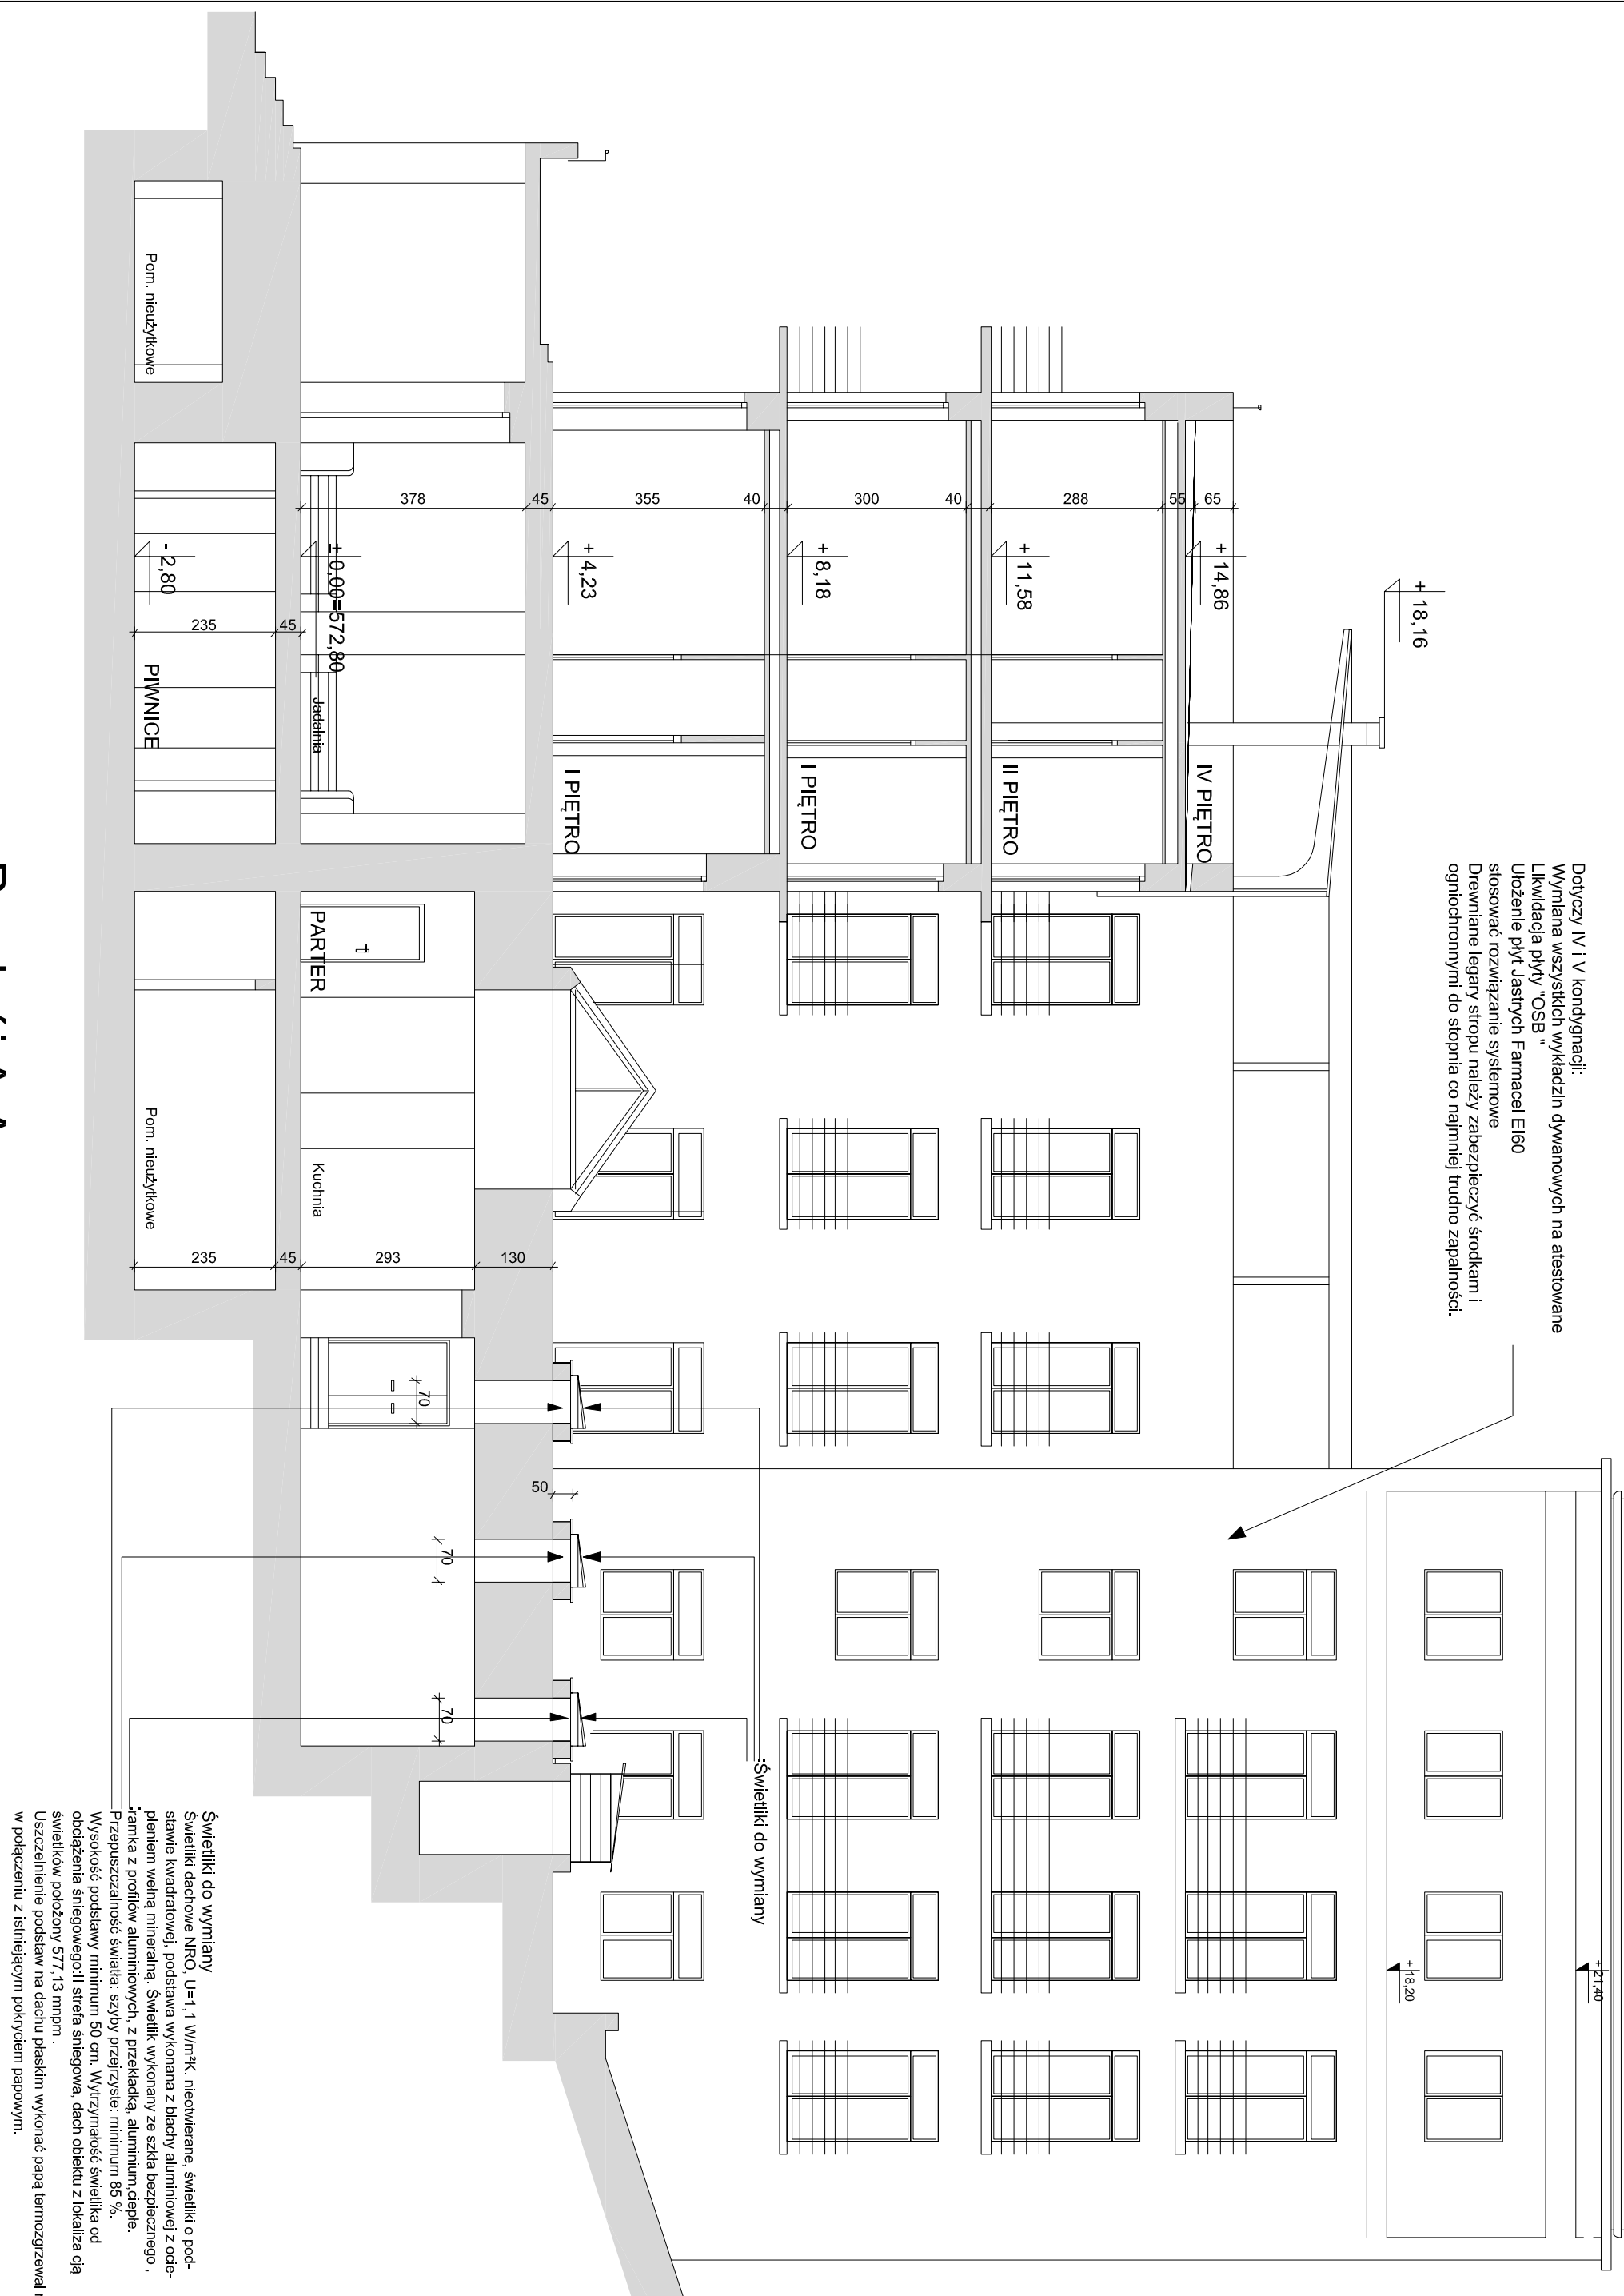 Dotyczy IV i V kondygnacji:
Wymiana wszystkich wykładzin dywanowych na atestowane
Likwidacja płyty "OSB "
Ułożenie płyt Jastrych Farmacel EI60
stosować rozwiązanie systemowe
Drewniane legary stropu należy zabezpieczyć środkami i
ogniochronnymi do stopnia co najmniej trudno zapalności.
+ 21,40
+ 18,20
+ 18,16
+ 14,86
+ 11,58
+ 8,18
+ 4,23
± 0,00=572,80
- 2,80
65
55
288
40
300
40
355
45
378
45
235
IV PIĘTRO
II PIĘTRO
I PIĘTRO
I PIĘTRO
Jadalnia
PIWNICE
PARTER
Kuchnia
Pom. nieużytkowe
Pom. nieużytkowe
130
293
45
235
70
50
70
70
Świetliki do wymiany
Świetliki do wymiany
Świetliki dachowe NRO, U=1,1 W/m²K. nieotwierane, świetliki o pod-
stawie kwadratowej, podstawa wykonana z blachy aluminiowej z ocie-
pleniem wełną mineralną. Świetlik wykonany ze szkła bezpiecznego ,
ramka z profilów aluminiowych, z przekładką, aluminium,ciepłe.
Przepuszczalność światła: szyby przejrzyste: minimum 85 %.
Wysokość podstawy minimum 50 cm. Wytrzymałość świetlika od
obciążenia śniegowego:II strefa śniegowa, dach obiektu z lokaliza cją
świetlików położony 577,13 mnpm .
Uszczelnienie podstaw na dachu płaskim wykonać papą termozgrzewal
w połączeniu z istniejącym pokryciem papowym.